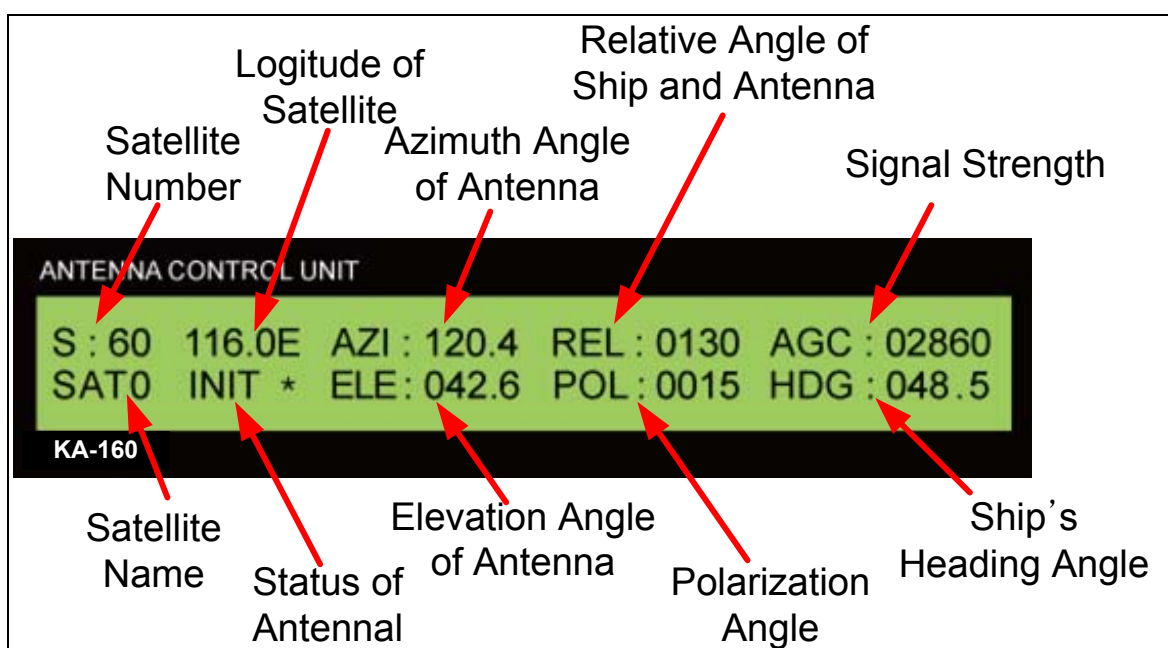 Relative Angle of
Ship and Antenna
Logitude of
Satellite
Satellite
Number
Azimuth Angle
of Antenna
Signal Strength
ANTENNA CONTROL UNIT
S : 60 116.0E AZI : 120.4 REL : 0130 AGC : 02860
SAT0 INIT * ELE : 042.6 POL : 0015 HDG : 048.5
KA-160
Satellite
Name
Status of
Antennal
Elevation Angle
of Antenna
Polarization
Angle
Ship's
Heading Angle